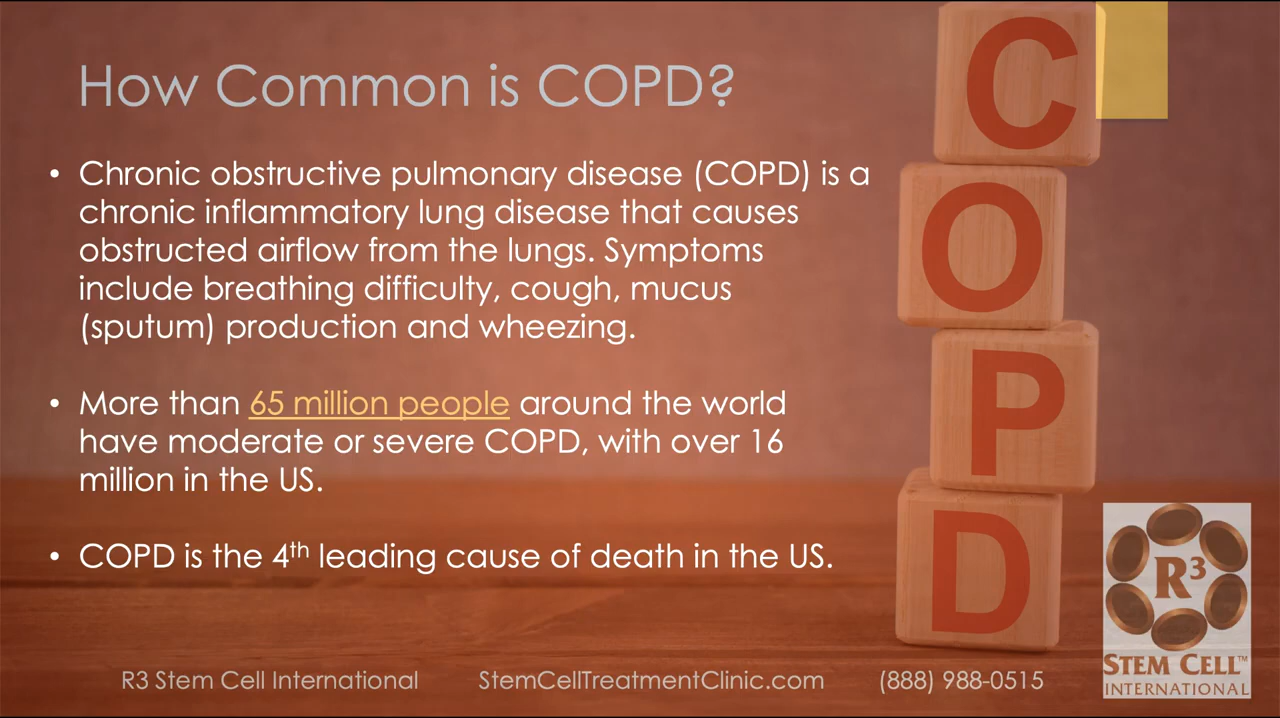 How Common is COPD?
• Chronic obstructive pulmonary disease (COPD) is a
chronic inflammatory lung disease that causes
obstructed airflow from the lungs. Symptoms
include breathing difficulty, cough, mucus
(sputum) production and wheezing.
• More than 65 million people around the world
have moderate or severe COPD, with over 16
million in the US.
• COPD is the 4th leading cause of death in the US.
C
O
P
D
R3
STEM CELL™
INTERNATIONAL
R3 Stem Cell International StemCellTreatmentClinic.com (888) 988-0515